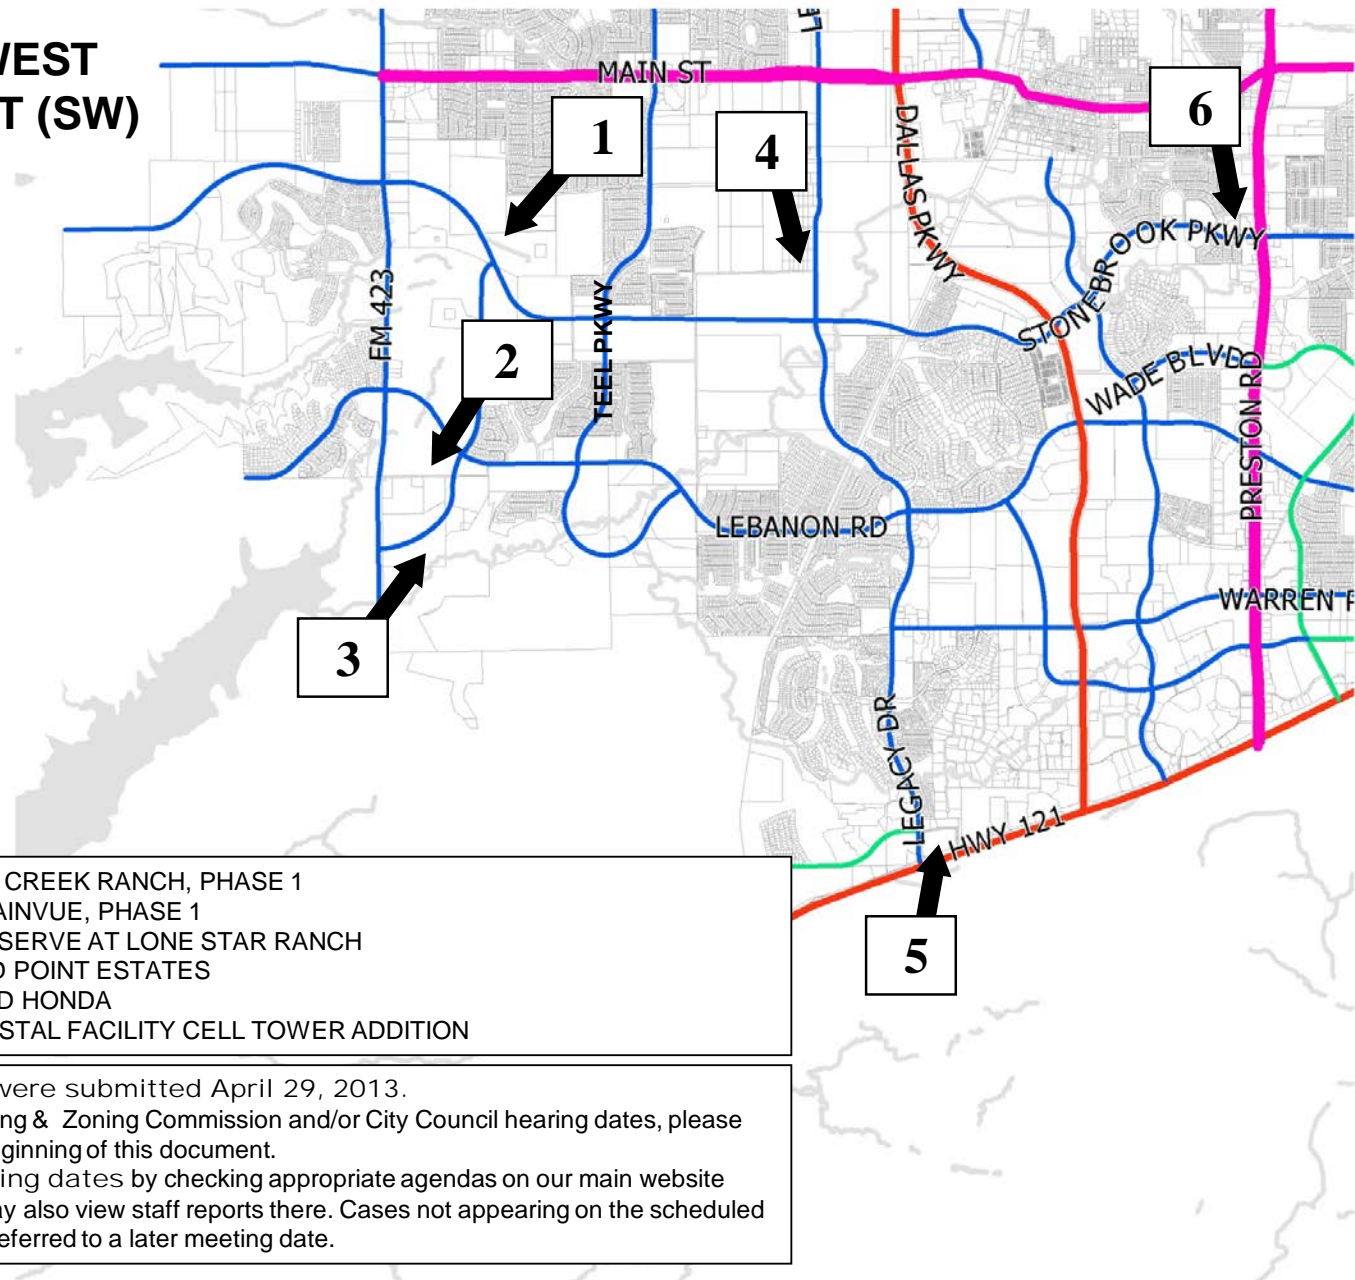 WEST
T (SW)
MAIN ST
1
4
6
DALLAS PKWY
STONEBROOK PKWY
FM 423
TEEL PKWY
2
WADE BLVD
PRESTON RD
LEBANON RD
WARREN
3
LEGACY DR
HWY 121
5
CREEK RANCH, PHASE 1
AINVUE, PHASE 1
SERVE AT LONE STAR RANCH
D POINT ESTATES
D HONDA
STAL FACILITY CELL TOWER ADDITION
were submitted April 29, 2013.
ng & Zoning Commission and/or City Council hearing dates, please
ginning of this document.
ing dates by checking appropriate agendas on our main website
ay also view staff reports there. Cases not appearing on the scheduled
eferred to a later meeting date.